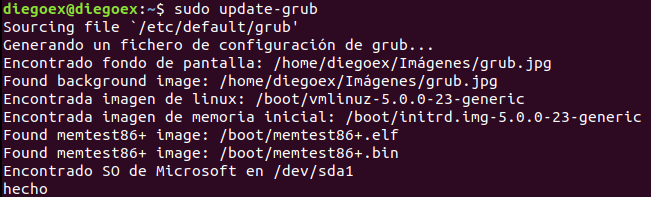 diegoex@diegoex:~$ sudo update-grub
Sourcing file `/etc/default/grub'
Generando un fichero de configuración de grub...
Encontrado fondo de pantalla: /home/diegoex/Imágenes/grub.jpg
Found background image: /home/diegoex/Imágenes/grub.jpg
Encontrada imagen de linux: /boot/vmlinuz-5.0.0-23-generic
Encontrada imagen de memoria inicial: /boot/initrd.img-5.0.0-23-generic
Found memtest86+ image: /boot/memtest86+.elf
Found memtest86+ image: /boot/memtest86+.bin
Encontrado SO de Microsoft en /dev/sda1
hecho